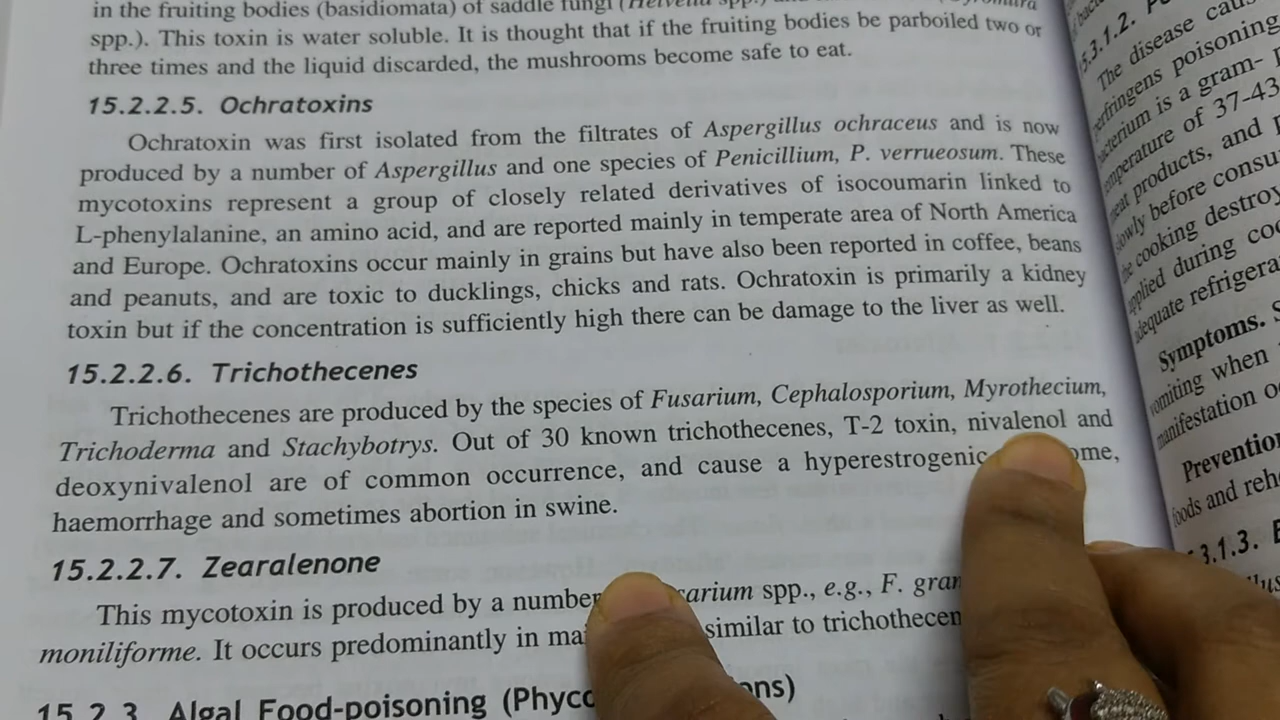 in the fruiting bodies (basidiomata) of saddle fungi
spp.). This toxin is water soluble. It is thought that if the fruiting bodies be parboiled two or
three times and the liquid discarded, the mushrooms become safe to eat.
15.2.2.5. Ochratoxins
Ochratoxin was first isolated from the filtrates of Aspergillus ochraceus and is now
produced by a number of Aspergillus and one species of Penicillium, P. verrueosum. These
mycotoxins represent a group of closely related derivatives of isocoumarin linked to
L-phenylalanine, an amino acid, and are reported mainly in temperate area of North America
and Europe. Ochratoxins occur mainly in grains but have also been reported in coffee, beans
and peanuts, and are toxic to ducklings, chicks and rats. Ochratoxin is primarily a kidney
toxin but if the concentration is sufficiently high there can be damage to the liver as well.
15.2.2.6. Trichothecenes
Trichothecenes are produced by the species of Fusarium, Cephalosporium, Myrothecium,
Trichoderma and Stachybotrys. Out of 30 known trichothecenes, T-2 toxin, nivalenol and
deoxynivalenol are of common occurrence, and cause a hyperestrogenic
haemorrhage and sometimes abortion in swine.
15.2.2.7. Zearalenone
This mycotoxin is produced by a number spp., e.g., F.
moniliforme. It occurs predominantly in similar to
15.2.3. Algal Food-poisoning
The disease
poisoning
is a gram-
of 37-43
products, and
before
cooking
during
Symptoms.
when
Prevention
foods and